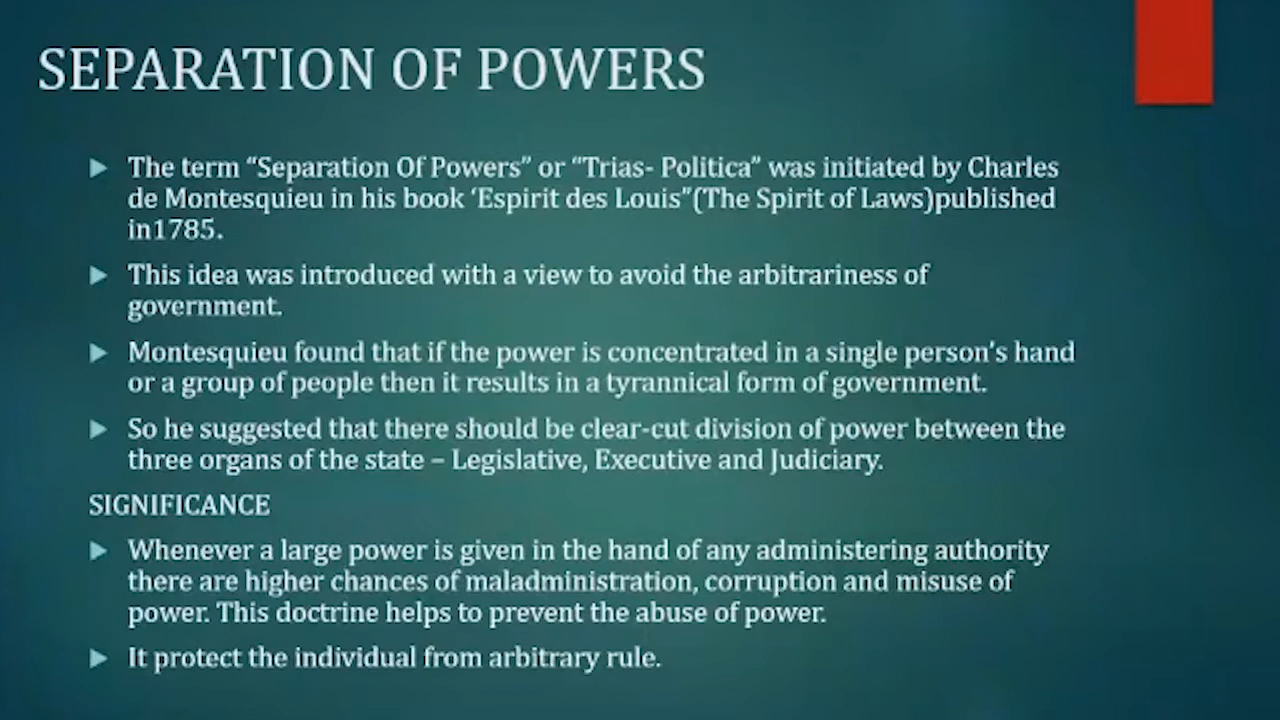 SEPARATION OF POWERS
The term “Separation Of Powers” or “Trias- Politica” was initiated by Charles
de Montesquieu in his book ‘Espirit des Louis”(The Spirit of Laws)published
in1785.
This idea was introduced with a view to avoid the arbitrariness of
government.
Montesquieu found that if the power is concentrated in a single person’s hand
or a group of people then it results in a tyrannical form of government.
So he suggested that there should be clear-cut division of power between the
three organs of the state – Legislative, Executive and Judiciary.
SIGNIFICANCE
Whenever a large power is given in the hand of any administering authority
there are higher chances of maladministration, corruption and misuse of
power. This doctrine helps to prevent the abuse of power.
It protect the individual from arbitrary rule.